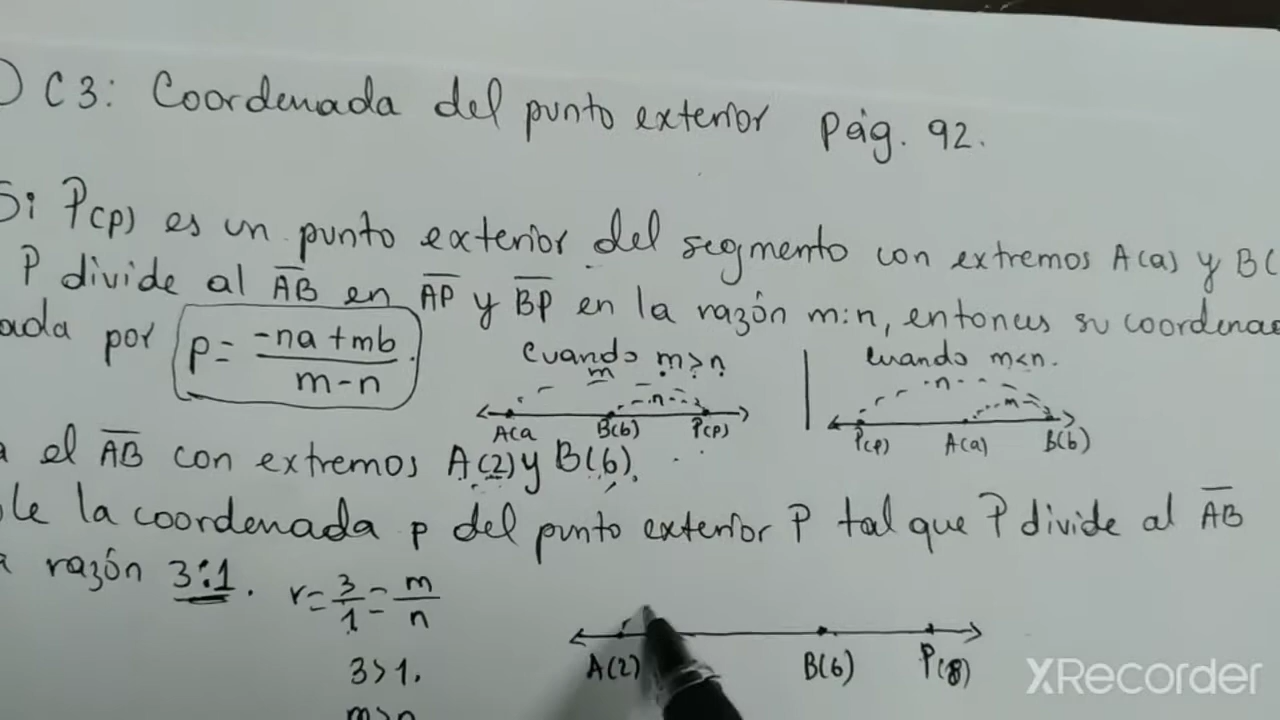 C3: Coordenada del punto exterior Pág. 92.
Si P(p) es un punto exterior del segmento con extremos A(a) y B(
P divide al AB en AP y BP en la razón m:n, entonces su coordenad
ada por p = -na+mb / m-n
cuando m>n
cuando m<n.
m
n
n
m
A(a B(b) P(p)
P(p) A(a) B(b)
a el AB con extremos A(2) y B(6).
le la coordenada p del punto exterior P tal que P divide al AB
razón 3:1. r= 3/1 = m/n
A(2) B(6) P(8)
3>1.
m>n
XRecorder